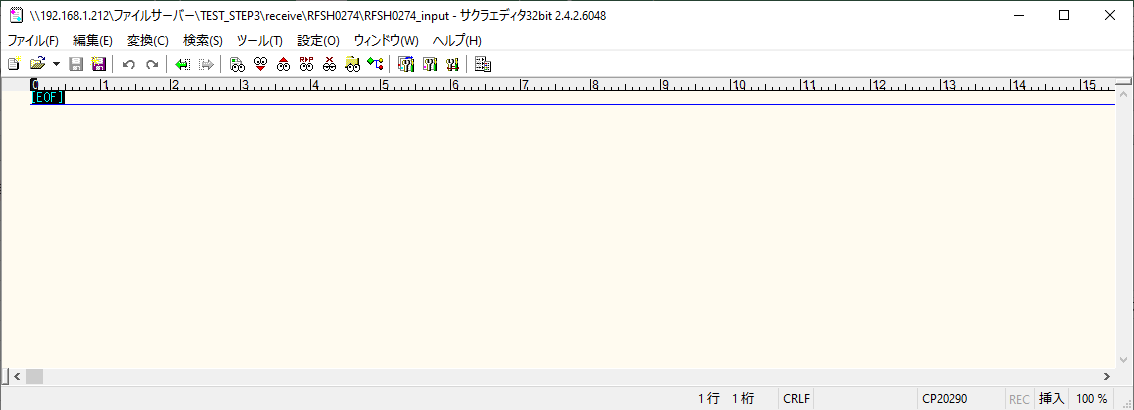 \\192.168.1.212\ファイルサーバー\TEST_STEP3\receive\RFSH0274\RFSH0274_input - サクラエディタ32bit 2.4.2.6048
ファイル(F) 編集(E) 変換(C) 検索(S) ツール(T) 設定(O) ウィンドウ(W) ヘルプ(H)
0 1 2 3 4 5 6 7 8 9 10 11 12 13 14 15
[EOF]
1行 1桁 CRLF CP20290 REC 挿入 100 %